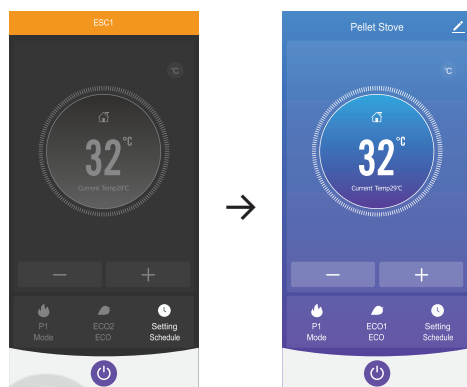 ESC1
°C
32°C
Current Temp29℃
P1
Mode
ECO2
ECO
Setting
Schedule
Pellet Stove
°C
32°C
Current Temp29℃
P1
Mode
ECO1
ECO
Setting
Schedule